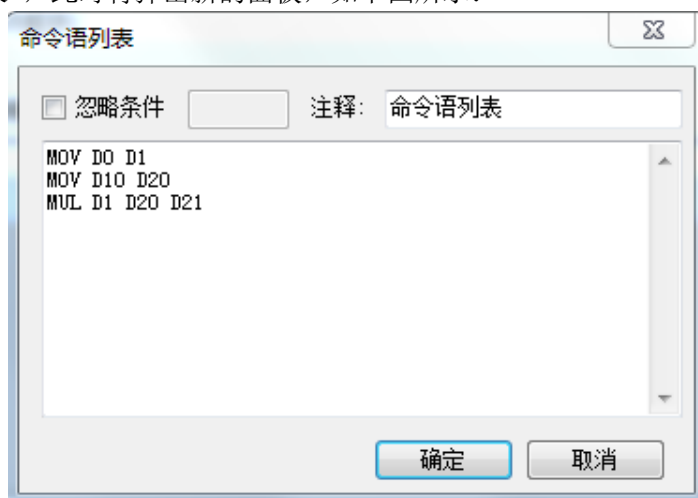 命令语列表
忽略条件 注释: 命令语列表
MOV D0 D1
MOV D10 D20
MUL D1 D20 D21
确定 取消